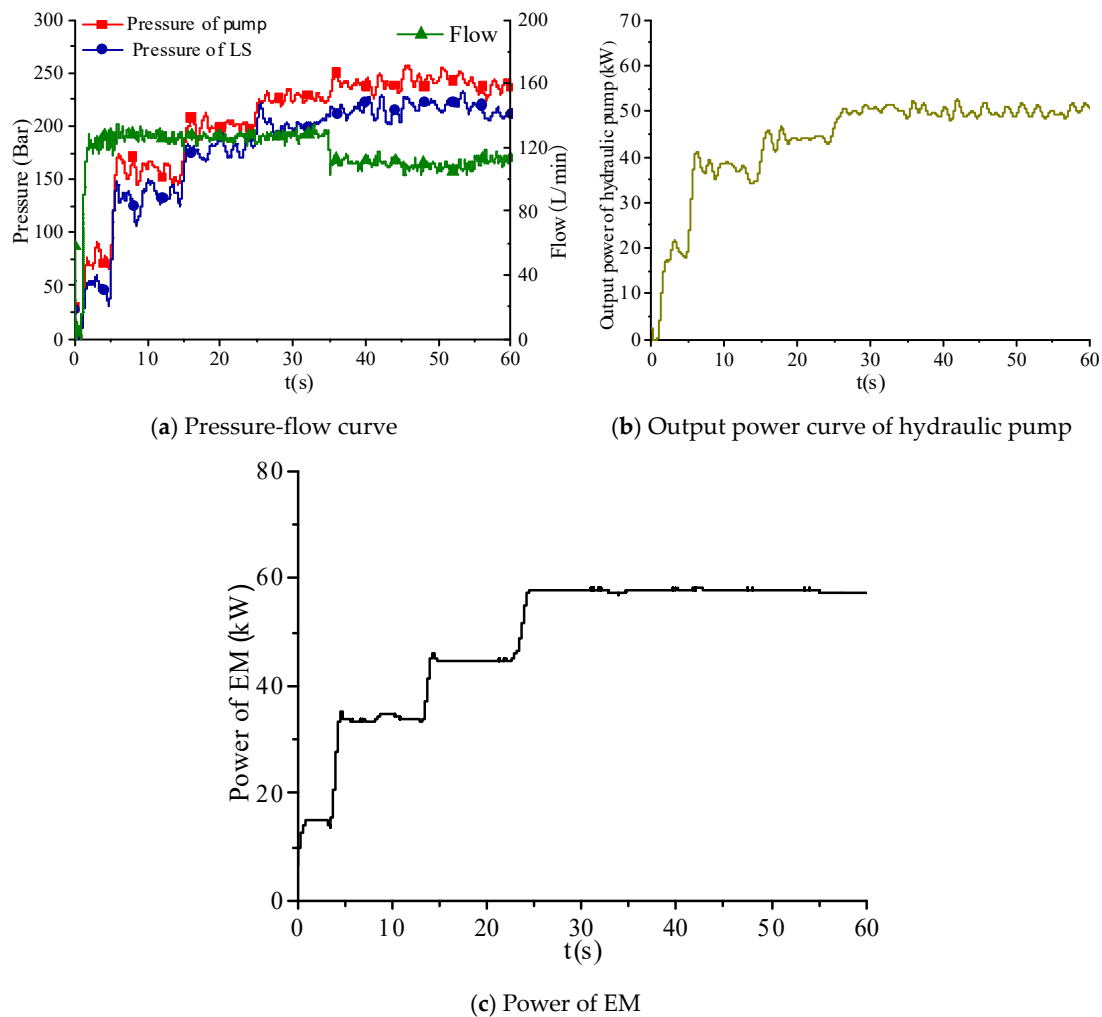 Pressure of pump
Pressure of LS
Flow
300
250
200
150
100
50
0
Pressure (Bar)
200
160
120
80
40
0
Flow (L/min)
0 10 20 30 40 50 60
t(s)
(a) Pressure-flow curve
70
60
50
40
30
20
10
0
Output power of hydraulic pump (kW)
0 10 20 30 40 50 60
t(s)
(b) Output power curve of hydraulic pump
80
60
40
20
0
Power of EM (kW)
0 10 20 30 40 50 60
t(s)
(c) Power of EM